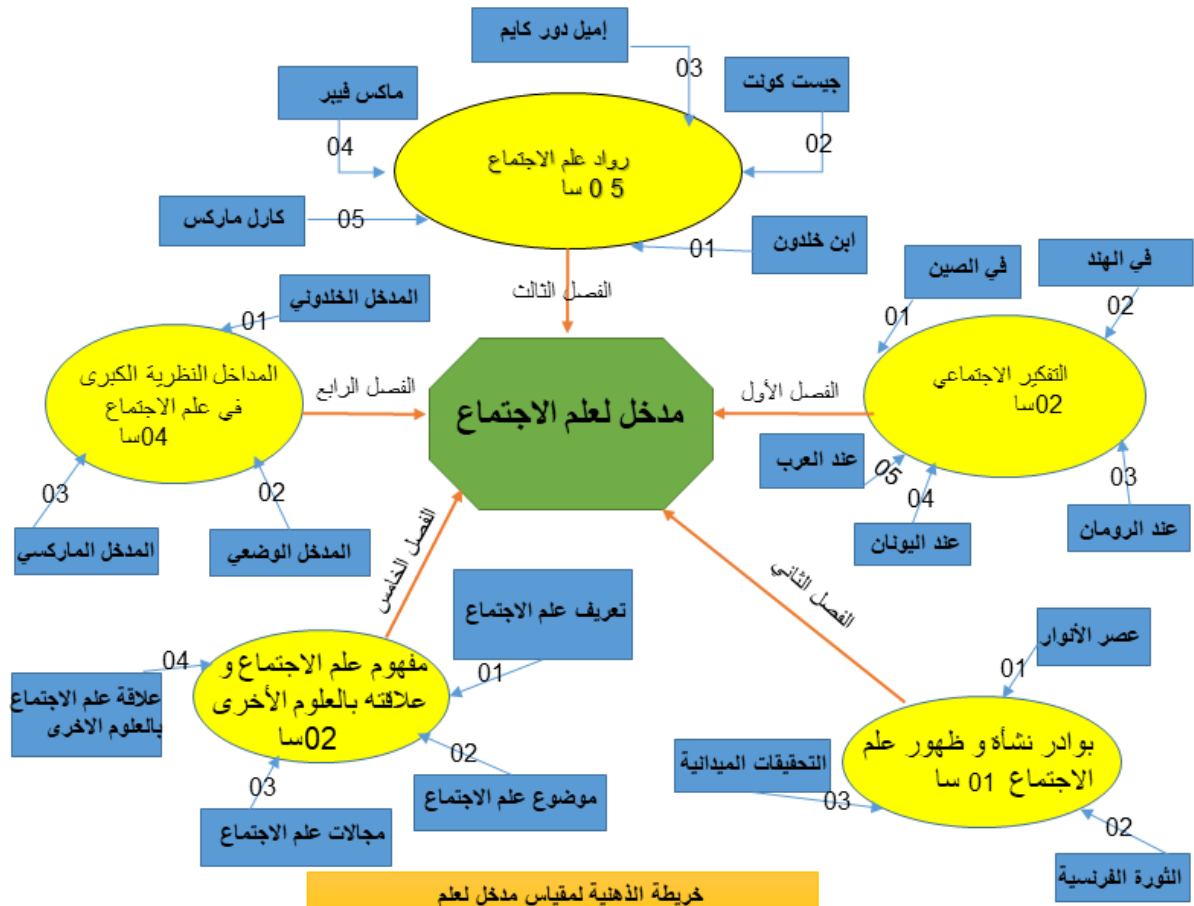 إميل دور كايم
03
جيست كونت
02
ماكس فيبر
04
رواد علم الاجتماع
0 5 سا
كارل ماركس
05
ابن خلدون
01
الفصل الثالث
في الهند
02
في الصين
01
التفكير الاجتماعي
02سا
الفصل الأول
عند العرب
05
عند اليونان
04
عند الرومان
03
المدخل الخلدوني
01
المداخل النظرية الكبرى
في علم الاجتماع
04سا
الفصل الرابع
المدخل الماركسي
03
المدخل الوضعي
02
مدخل لعلم الاجتماع
الفصل الخامس
الفصل الثاني
تعريف علم الاجتماع
01
مفهوم علم الاجتماع و
علاقته بالعلوم الأخرى
02سا
04
علاقة علم الاجتماع
بالعلوم الاخرى
02
موضوع علم الاجتماع
03
مجالات علم الاجتماع
عصر الأنوار
01
بوادر نشأة و ظهور علم
الاجتماع 01 سا
التحقيقات الميدانية
03
02
الثورة الفرنسية
خريطة الذهنية لمقياس مدخل لعلم